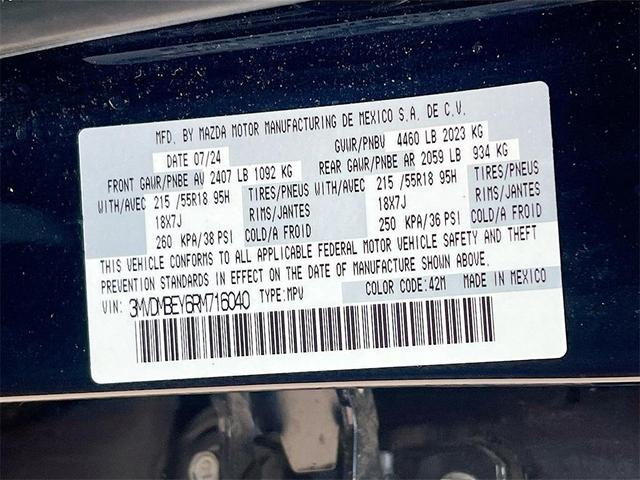 MFD. BY MAZDA MOTOR MANUFACTURING DE MEXICO S.A. DE C.V.
DATE 07/24 GVWR/PNBV 4460 LB 2023 KG
FRONT GAWR/PNBE AV 2407 LB 1092 KG REAR GAWR/PNBE AR 2059 LB 934 KG
WITH/AVEC 215 /55R18 95H TIRES/PNEUS WITH/AVEC 215 /55R18 95H TIRES/PNEUS
18X7J RIMS/JANTES 18X7J RIMS/JANTES
260 KPA/38 PSI COLD/A FROID 250 KPA/36 PSI COLD/A FROID
THIS VEHICLE CONFORMS TO ALL APPLICABLE FEDERAL MOTOR VEHICLE SAFETY AND THEFT
PREVENTION STANDARDS IN EFFECT ON THE DATE OF MANUFACTURE SHOWN ABOVE.
VIN: 3MVDMBEY6RM716040 TYPE:MPV COLOR CODE:42M MADE IN MEXICO